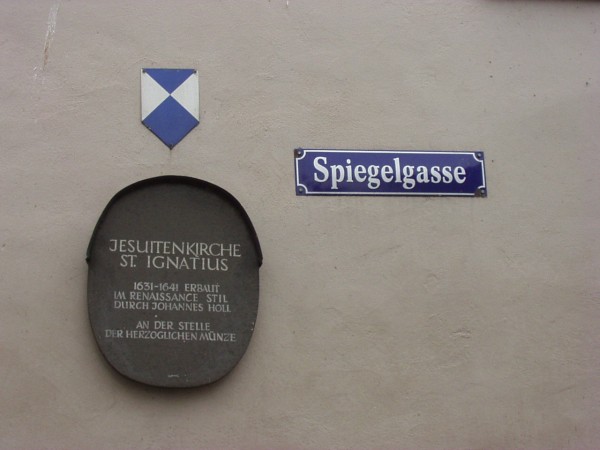 Spiegelgasse
JESUITENKIRCHE
ST. IGNATIUS
1631-1641 ERBAUT
IM RENAISSANCE STIL
DURCH JOHANNES HOLL
AN DER STELLE
DER HERZOGLICHEN MÜNZE